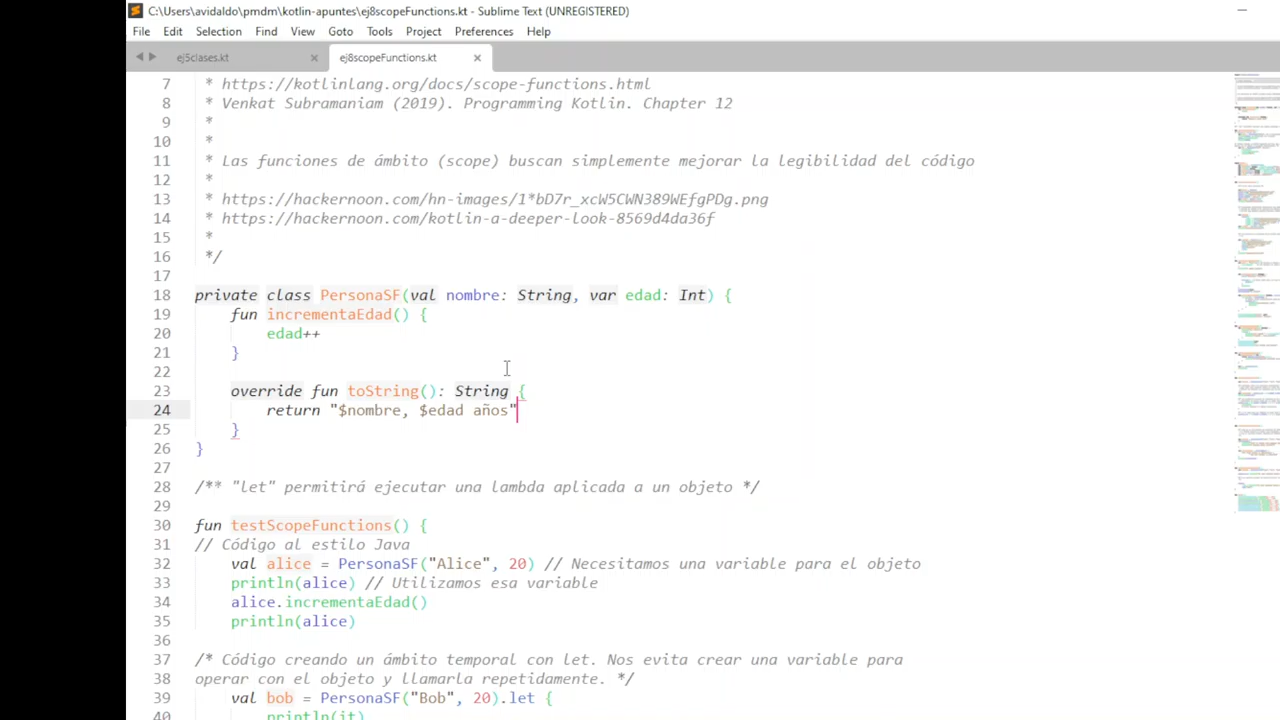 C:\Users\avidaldo\pmdm\kotlin-apuntes\ej8scopeFunctions.kt - Sublime Text (UNREGISTERED)
File Edit Selection Find View Goto Tools Project Preferences Help
ej5clases.kt × ej8scopeFunctions.kt ×
7 * https://kotlinlang.org/docs/scope-functions.html
8 * Venkat Subramaniam (2019). Programming Kotlin. Chapter 12
9 *
10 *
11 * Las funciones de ámbito (scope) buscan simplemente mejorar la legibilidad del código
12 *
13 * https://hackernoon.com/hn-images/1*bD7r_xcW5CWN389WEfgPDg.png
14 * https://hackernoon.com/kotlin-a-deeper-look-8569d4da36f
15 *
16 */
17
18 private class PersonaSF(val nombre: String, var edad: Int) {
19 fun incrementaEdad() {
20 edad++
21 }
22
23 override fun toString(): String {
24 return "$nombre, $edad años"
25 }
26 }
27
28 /** "let" permitirá ejecutar una lambda aplicada a un objeto */
29
30 fun testScopeFunctions() {
31 // Código al estilo Java
32 val alice = PersonaSF("Alice", 20) // Necesitamos una variable para el objeto
33 println(alice) // Utilizamos esa variable
34 alice.incrementaEdad()
35 println(alice)
36
37 /* Código creando un ámbito temporal con let. Nos evita crear una variable para
38 operar con el objeto y llamarla repetidamente. */
39 val bob = PersonaSF("Bob", 20).let {
40 println(it)